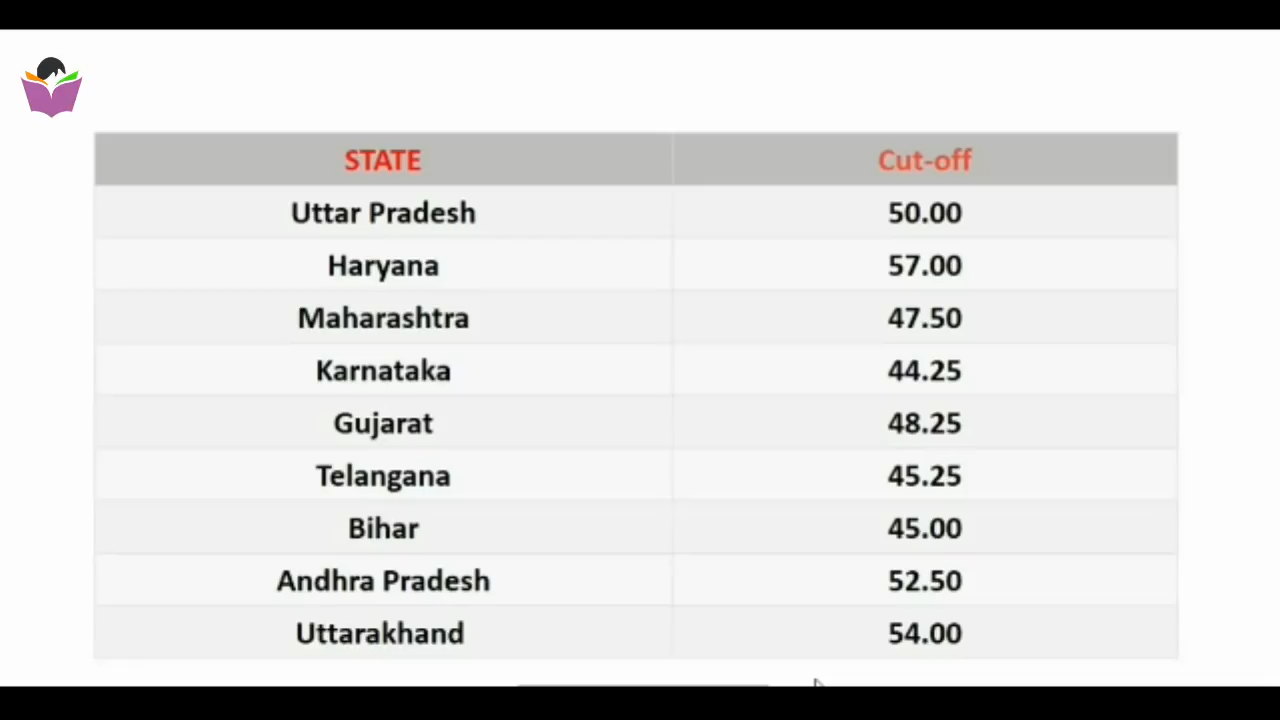 STATE Cut-off
Uttar Pradesh 50.00
Haryana 57.00
Maharashtra 47.50
Karnataka 44.25
Gujarat 48.25
Telangana 45.25
Bihar 45.00
Andhra Pradesh 52.50
Uttarakhand 54.00